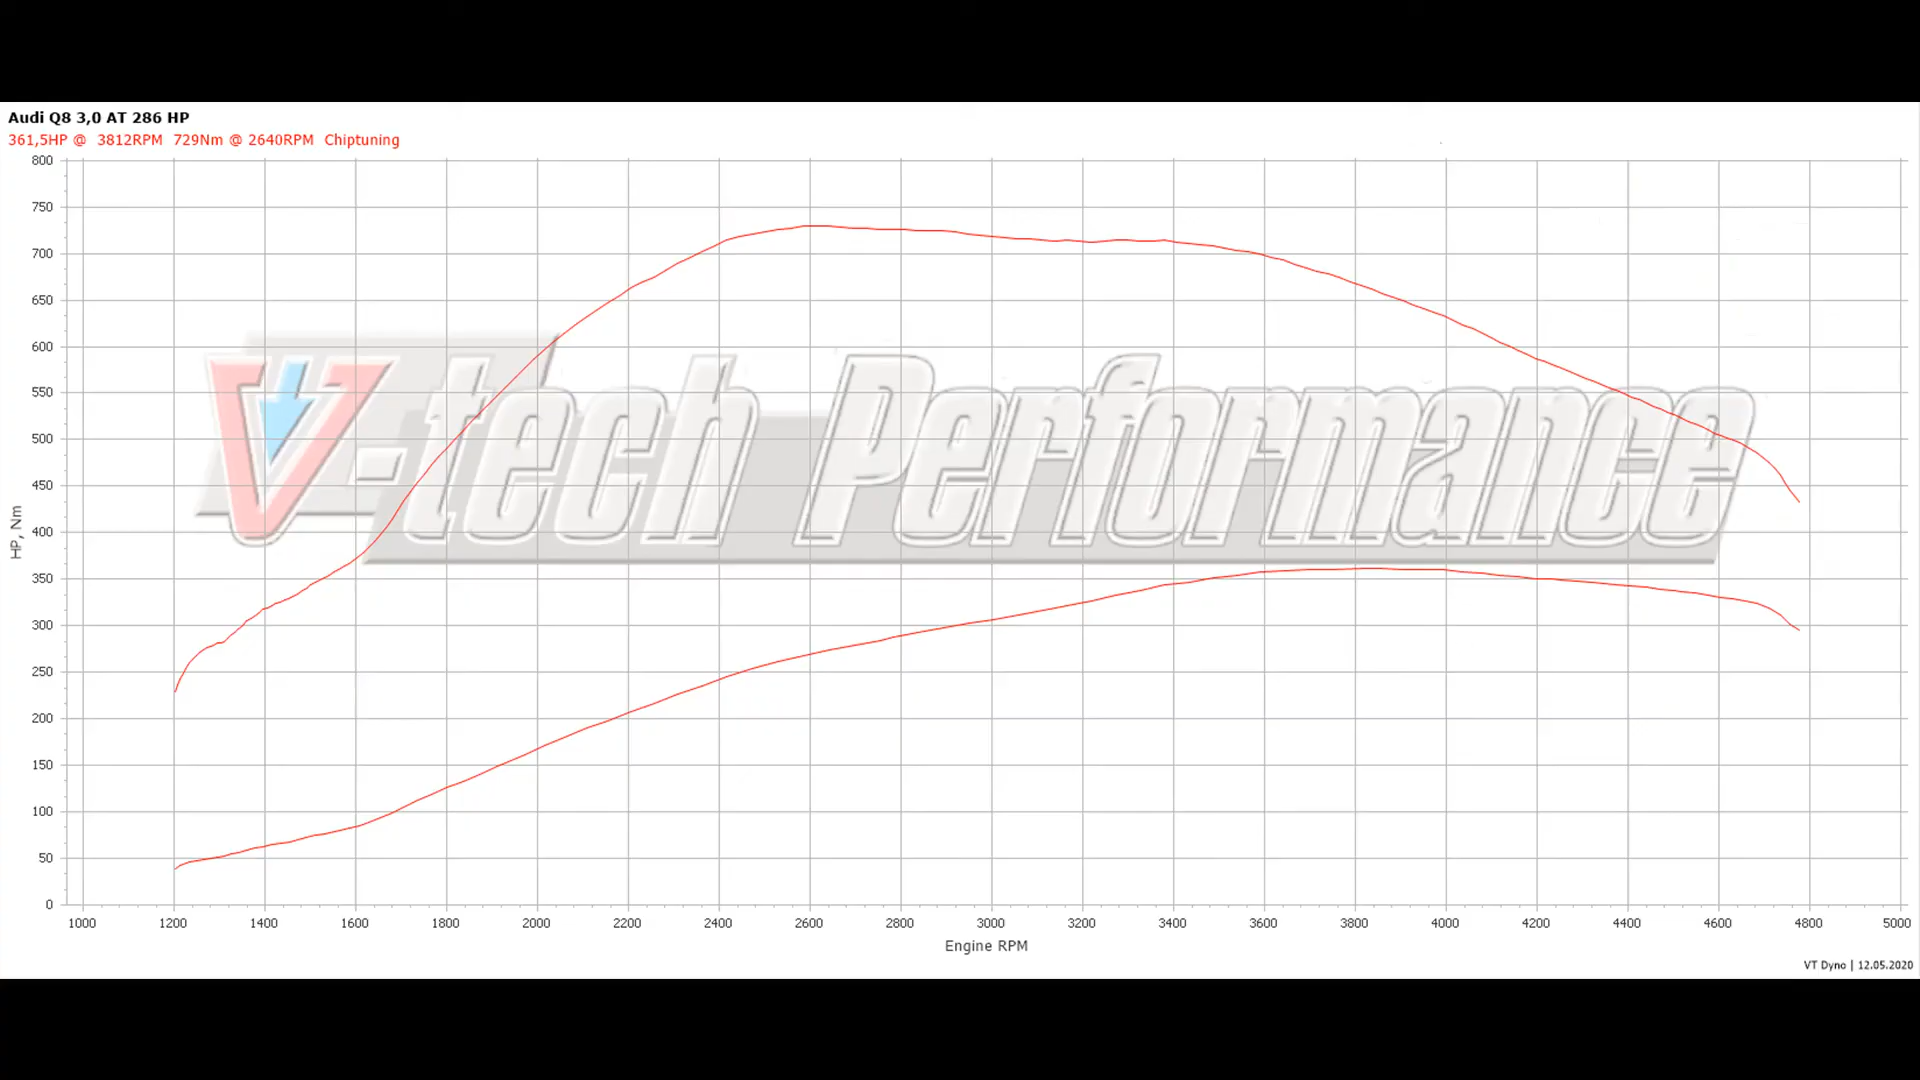 Audi Q8 3,0 AT 286 HP
361,5HP @ 3812RPM 729Nm @ 2640RPM Chiptuning
800
750
700
650
600
550
500
450
400
350
300
250
200
150
100
50
0
HP, Nm
V-tech Performance
1000 1200 1400 1600 1800 2000 2200 2400 2600 2800 3000 3200 3400 3600 3800 4000 4200 4400 4600 4800 5000
Engine RPM
VT Dyno | 12.05.2020